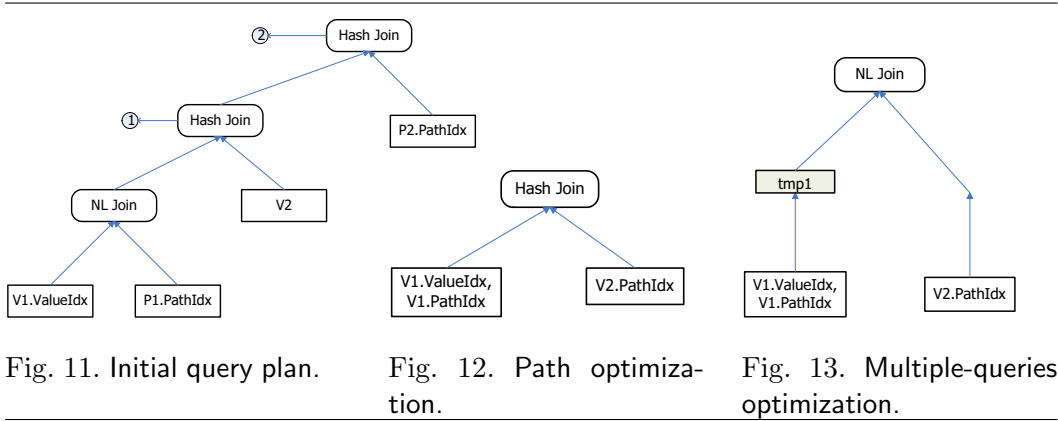 2
Hash Join
1
Hash Join
P2.PathIdx
NL Join
V2
V1.ValueIdx
P1.PathIdx
Fig. 11. Initial query plan.
Hash Join
V1.ValueIdx,
V1.PathIdx
V2.PathIdx
Fig. 12. Path optimiza-
tion.
NL Join
tmp1
V1.ValueIdx,
V1.PathIdx
V2.PathIdx
Fig. 13. Multiple-queries
optimization.